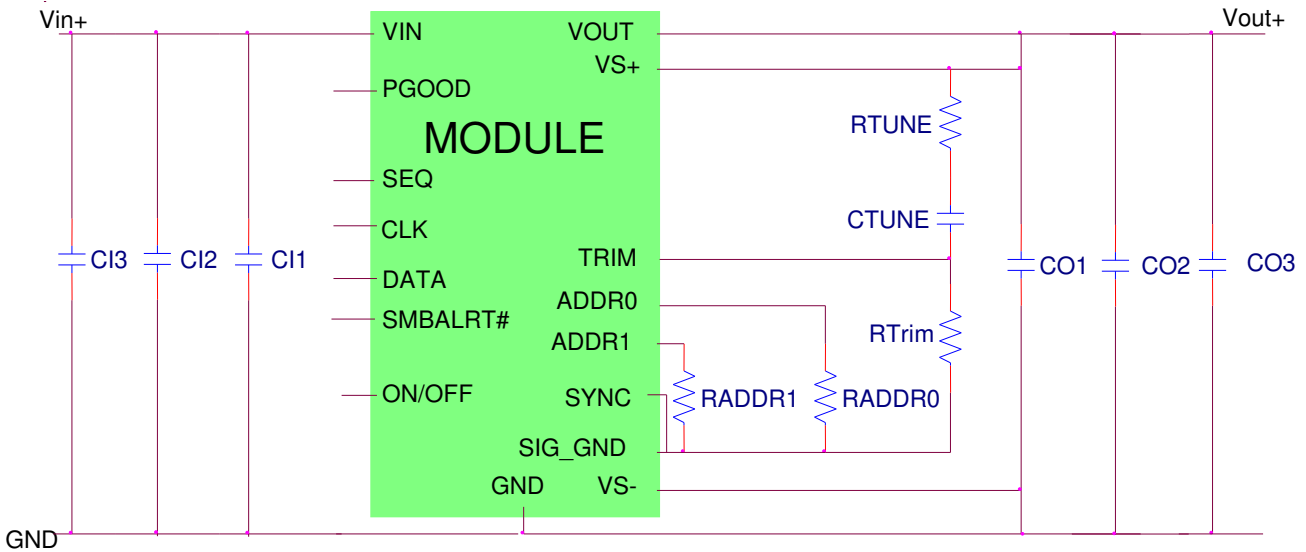 Vin+
Vout+
VIN
VOUT
VS+
PGOOD
RTUNE
MODULE
SEQ
CTUNE
CLK
TRIM
CI3
CI2
CI1
CO1
CO2
CO3
DATA
ADDR0
SMBALRT#
RTrim
ADDR1
ON/OFF
SYNC
RADDR1
RADDR0
SIG_GND
GND
VS-
GND